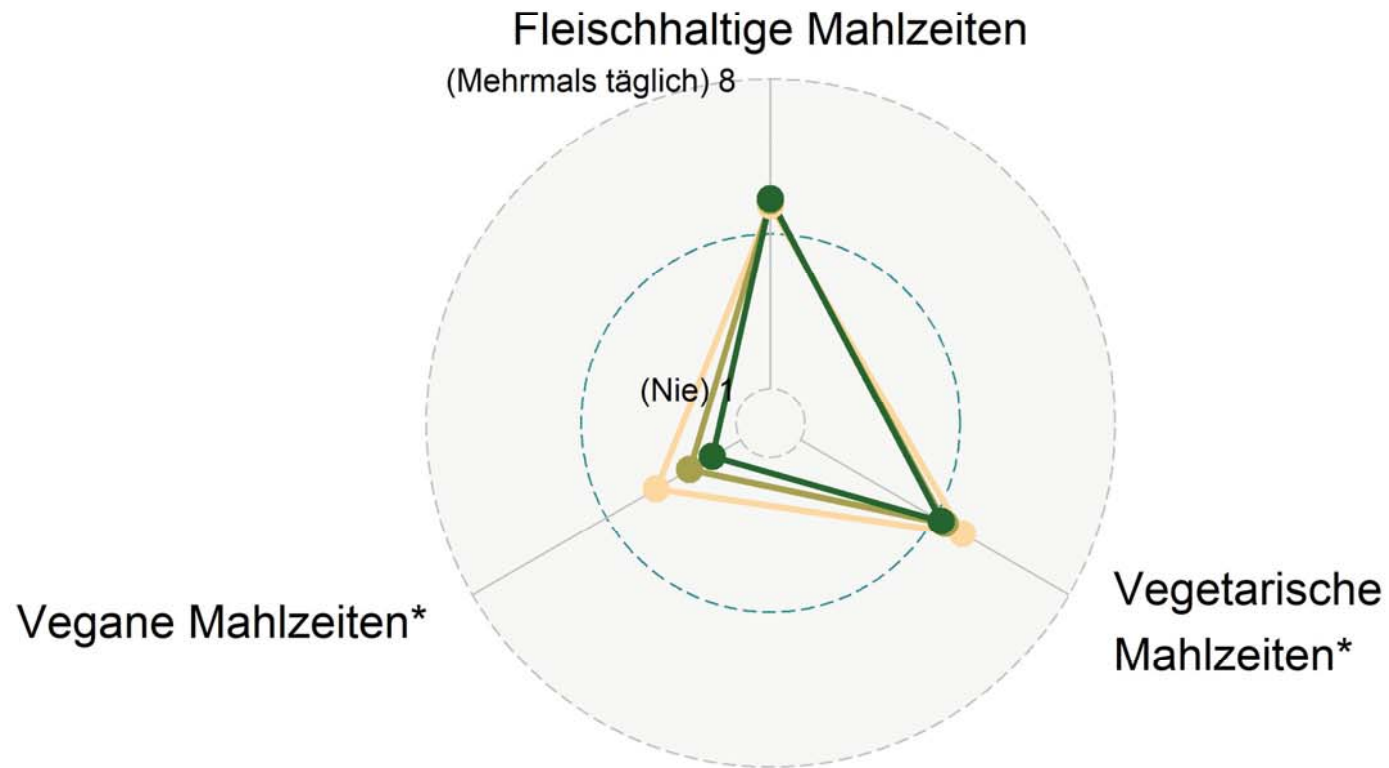 Fleischhaltige Mahlzeiten
(Mehrmals täglich) 8
(Nie) 1
Vegane Mahlzeiten*
Vegetarische
Mahlzeiten*